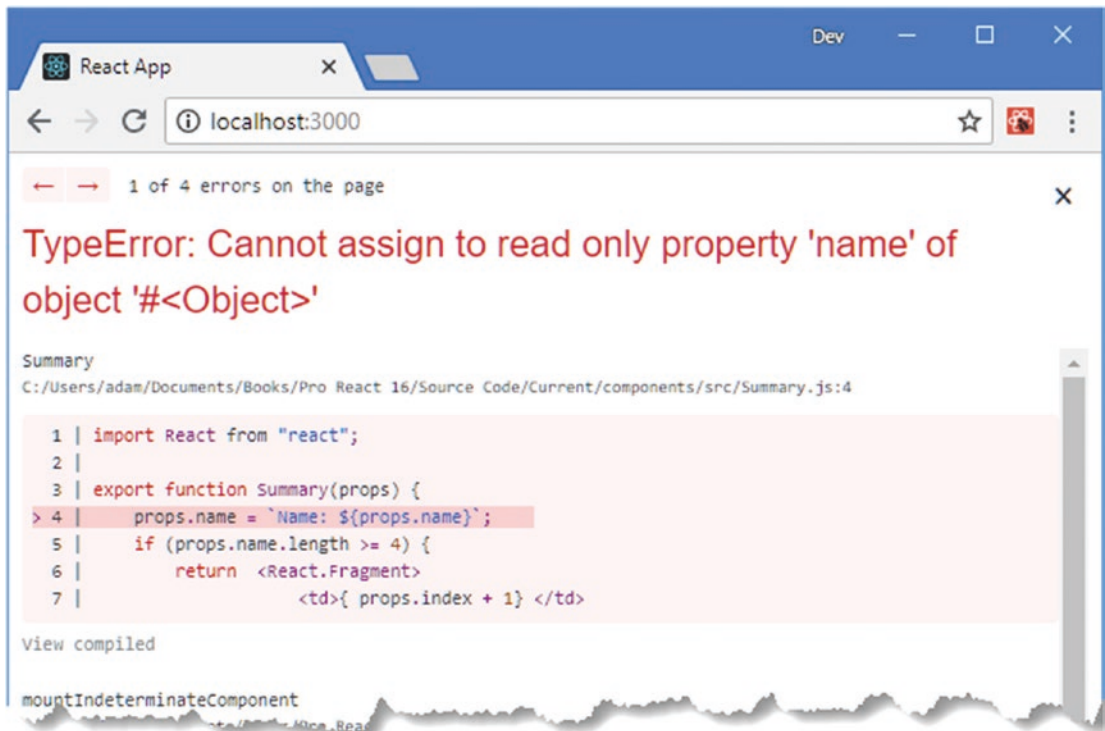 Dev
React App
localhost:3000
← → 1 of 4 errors on the page
TypeError: Cannot assign to read only property 'name' of
object '#<Object>'
Summary
C:/Users/adam/Documents/Books/Pro React 16/Source Code/Current/components/src/Summary.js:4
1 | import React from "react";
2 |
3 | export function Summary(props) {
> 4 |     props.name = `Name: ${props.name}`;
5 |     if (props.name.length >= 4) {
6 |         return  <React.Fragment>
7 |                     <td>{ props.index + 1} </td>
View compiled
mountIndeterminateComponent